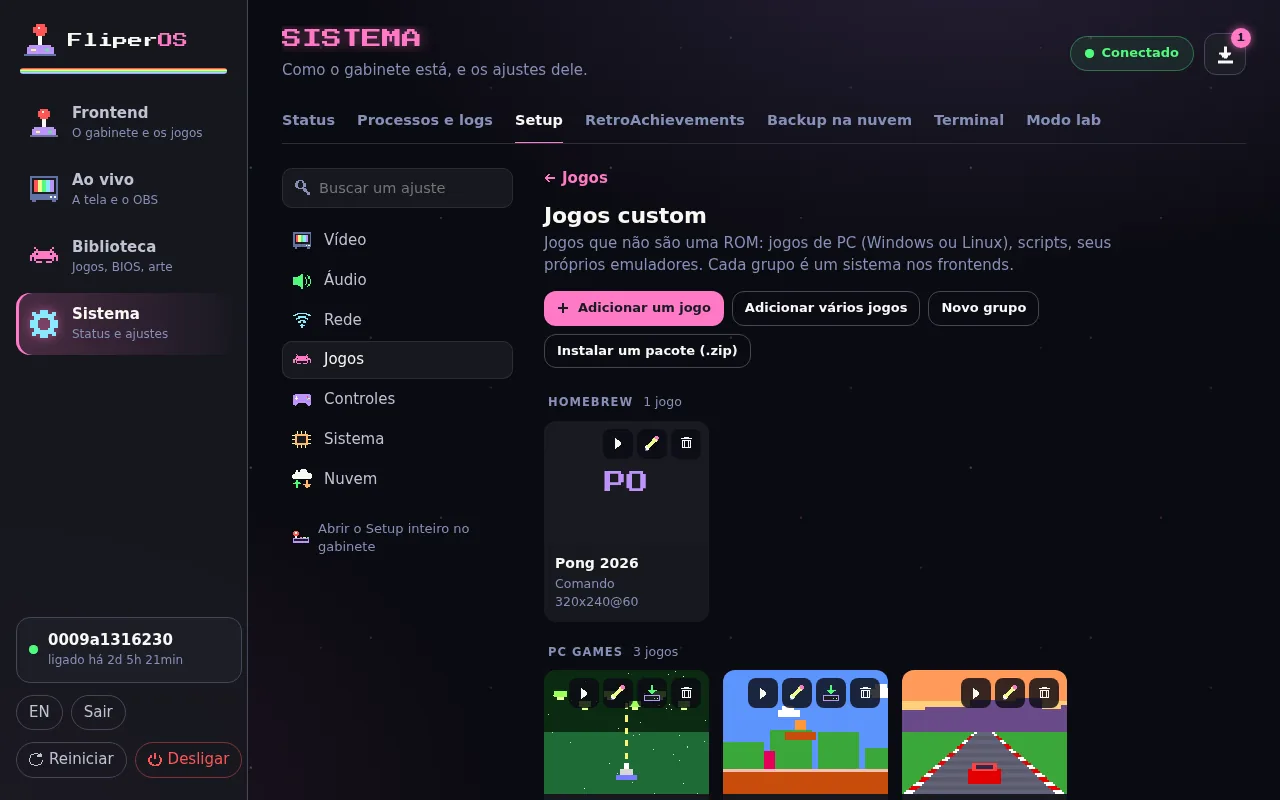 FliperOS
Frontend
O gabinete e os jogos
Ao vivo
A tela e o OBS
Biblioteca
Jogos, BIOS, arte
Sistema
Status e ajustes
0009a1316230
ligado há 2d 5h 21min
EN
Sair
Reiniciar
Desligar
SISTEMA
Como o gabinete está, e os ajustes dele.
Conectado
1
Status
Processos e logs
Setup
RetroAchievements
Backup na nuvem
Terminal
Modo lab
Buscar um ajuste
Vídeo
Áudio
Rede
Jogos
Controles
Sistema
Nuvem
Abrir o Setup inteiro no
gabinete
← Jogos
Jogos custom
Jogos que não são uma ROM: jogos de PC (Windows ou Linux), scripts, seus
próprios emuladores. Cada grupo é um sistema nos frontends.
+ Adicionar um jogo
Adicionar vários jogos
Novo grupo
Instalar um pacote (.zip)
HOMEBREW 1 jogo
PO
Pong 2026
Comando
320x240@60
PC GAMES 3 jogos